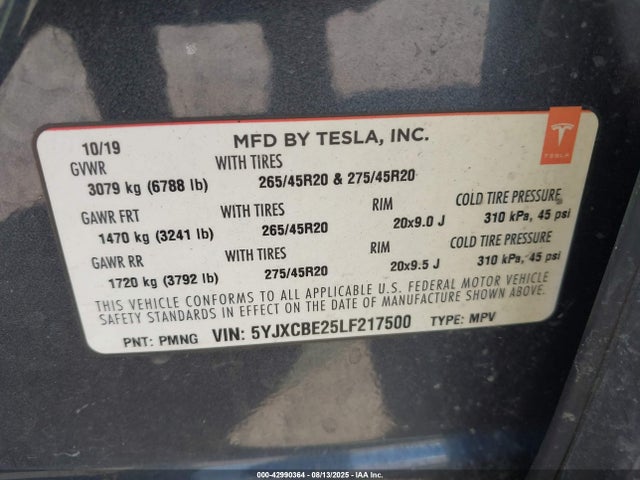 10/19 MFD BY TESLA, INC.
TESLA
GVWR WITH TIRES
3079 kg (6788 lb) 265/45R20 & 275/45R20
GAWR FRT WITH TIRES RIM COLD TIRE PRESSURE
1470 kg (3241 lb) 265/45R20 20x9.0 J 310 kPa, 45 psi
GAWR RR WITH TIRES RIM COLD TIRE PRESSURE
1720 kg (3792 lb) 275/45R20 20x9.5 J 310 kPa, 45 psi
THIS VEHICLE CONFORMS TO ALL APPLICABLE U.S. FEDERAL MOTOR VEHICLE
SAFETY STANDARDS IN EFFECT ON THE DATE OF MANUFACTURE SHOWN ABOVE.
PNT: PMNG VIN: 5YJXCBE25LF217500 TYPE: MPV
000-42990364 - 08/13/2025 - IAA Inc.